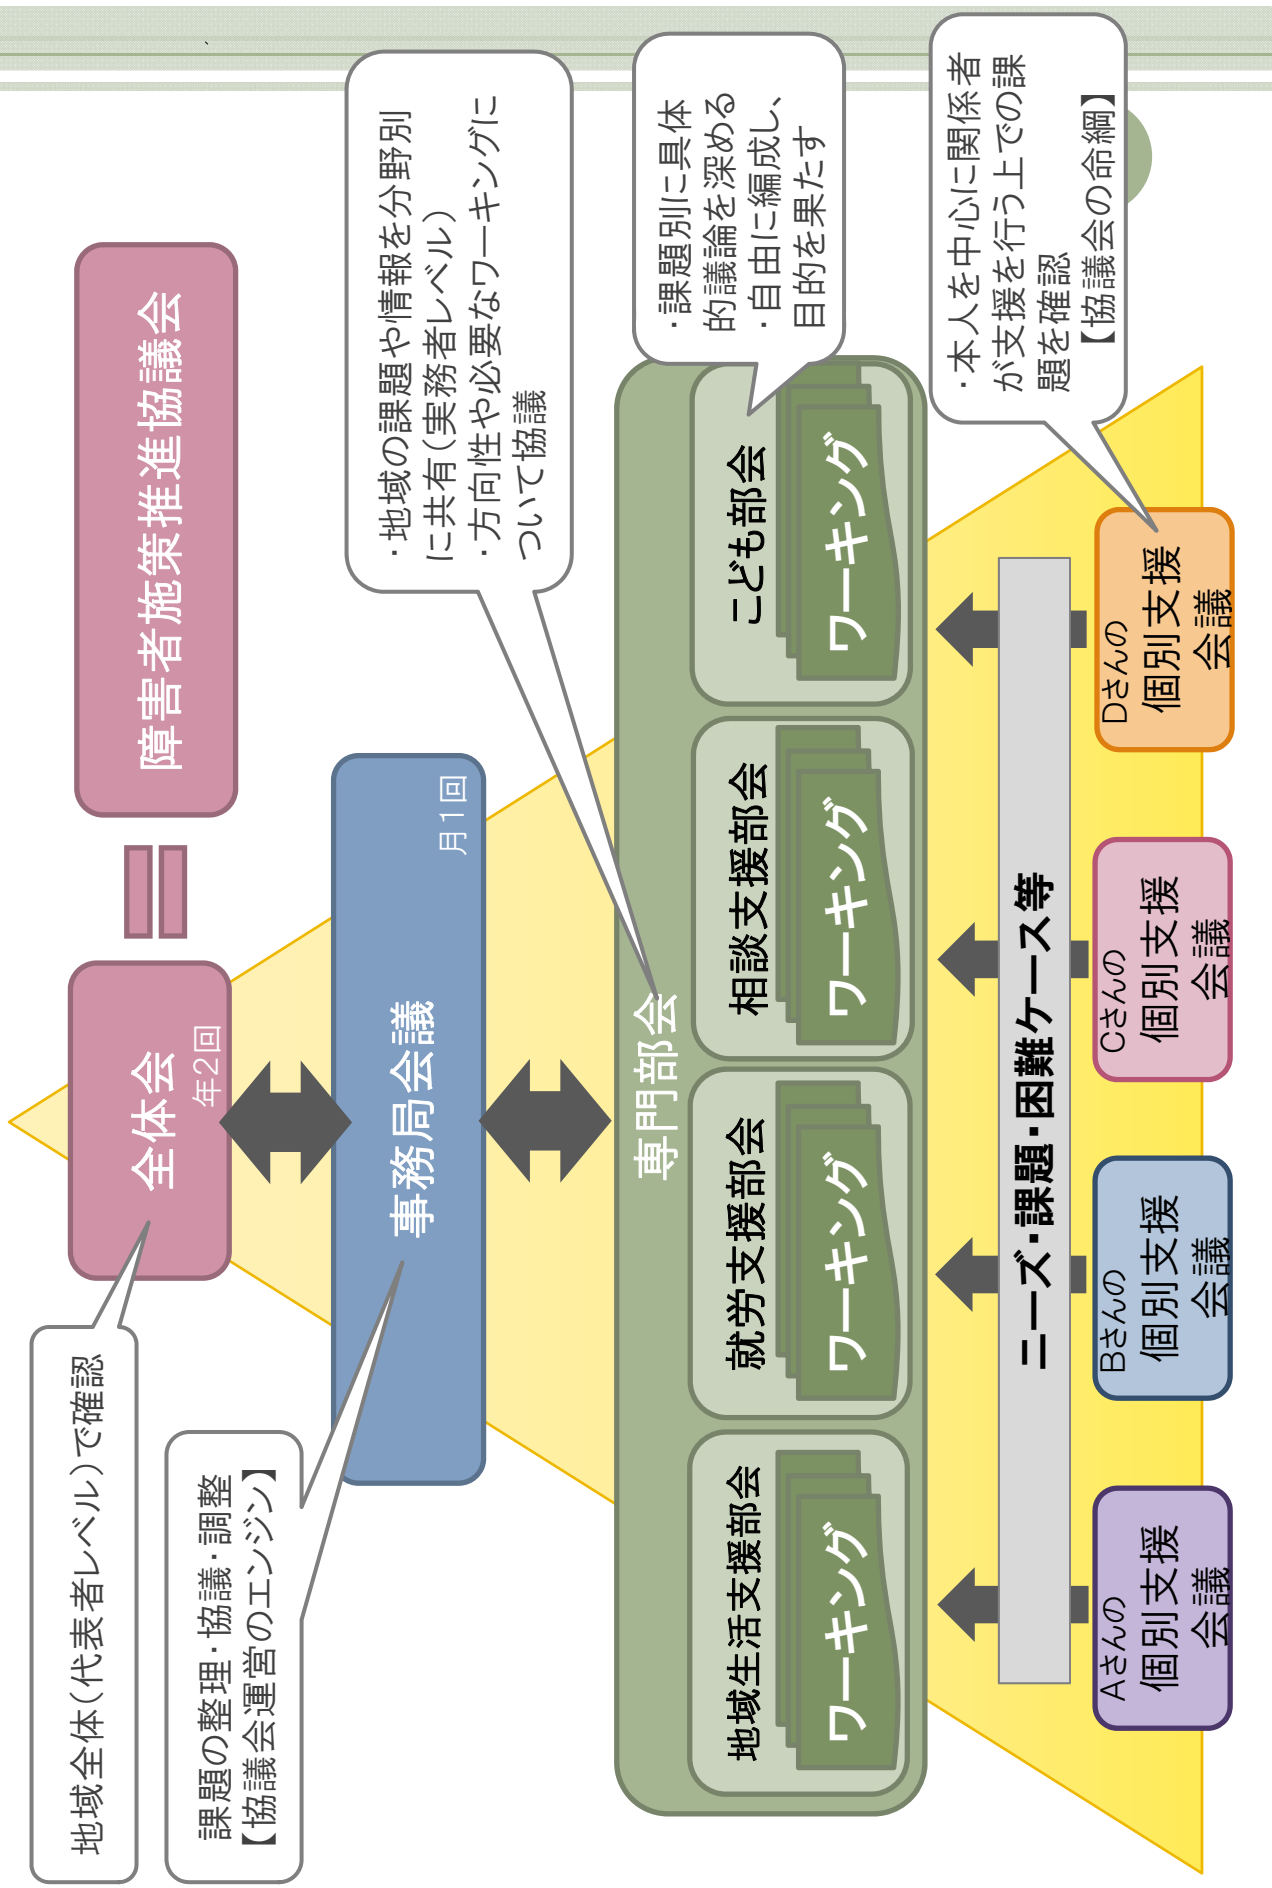 地域全体(代表者レベル)で確認
全体会
年2回
障害者施策推進協議会
課題の整理・協議・調整
【協議会運営のエンジン】
事務局会議
月1回
・地域の課題や情報を分野別
に共有(実務者レベル)
・方向性や必要なワーキングに
ついて協議
専門部会
・課題別に具体
的議論を深める
・自由に編成し、
目的を果たす
地域生活支援部会
ワーキング
就労支援部会
ワーキング
相談支援部会
ワーキング
こども部会
ワーキング
・本人を中心に関係者
が支援を行う上での課
題を確認
【協議会の命綱】
ニーズ・課題・困難ケース等
Aさんの
個別支援
会議
Bさんの
個別支援
会議
Cさんの
個別支援
会議
Dさんの
個別支援
会議